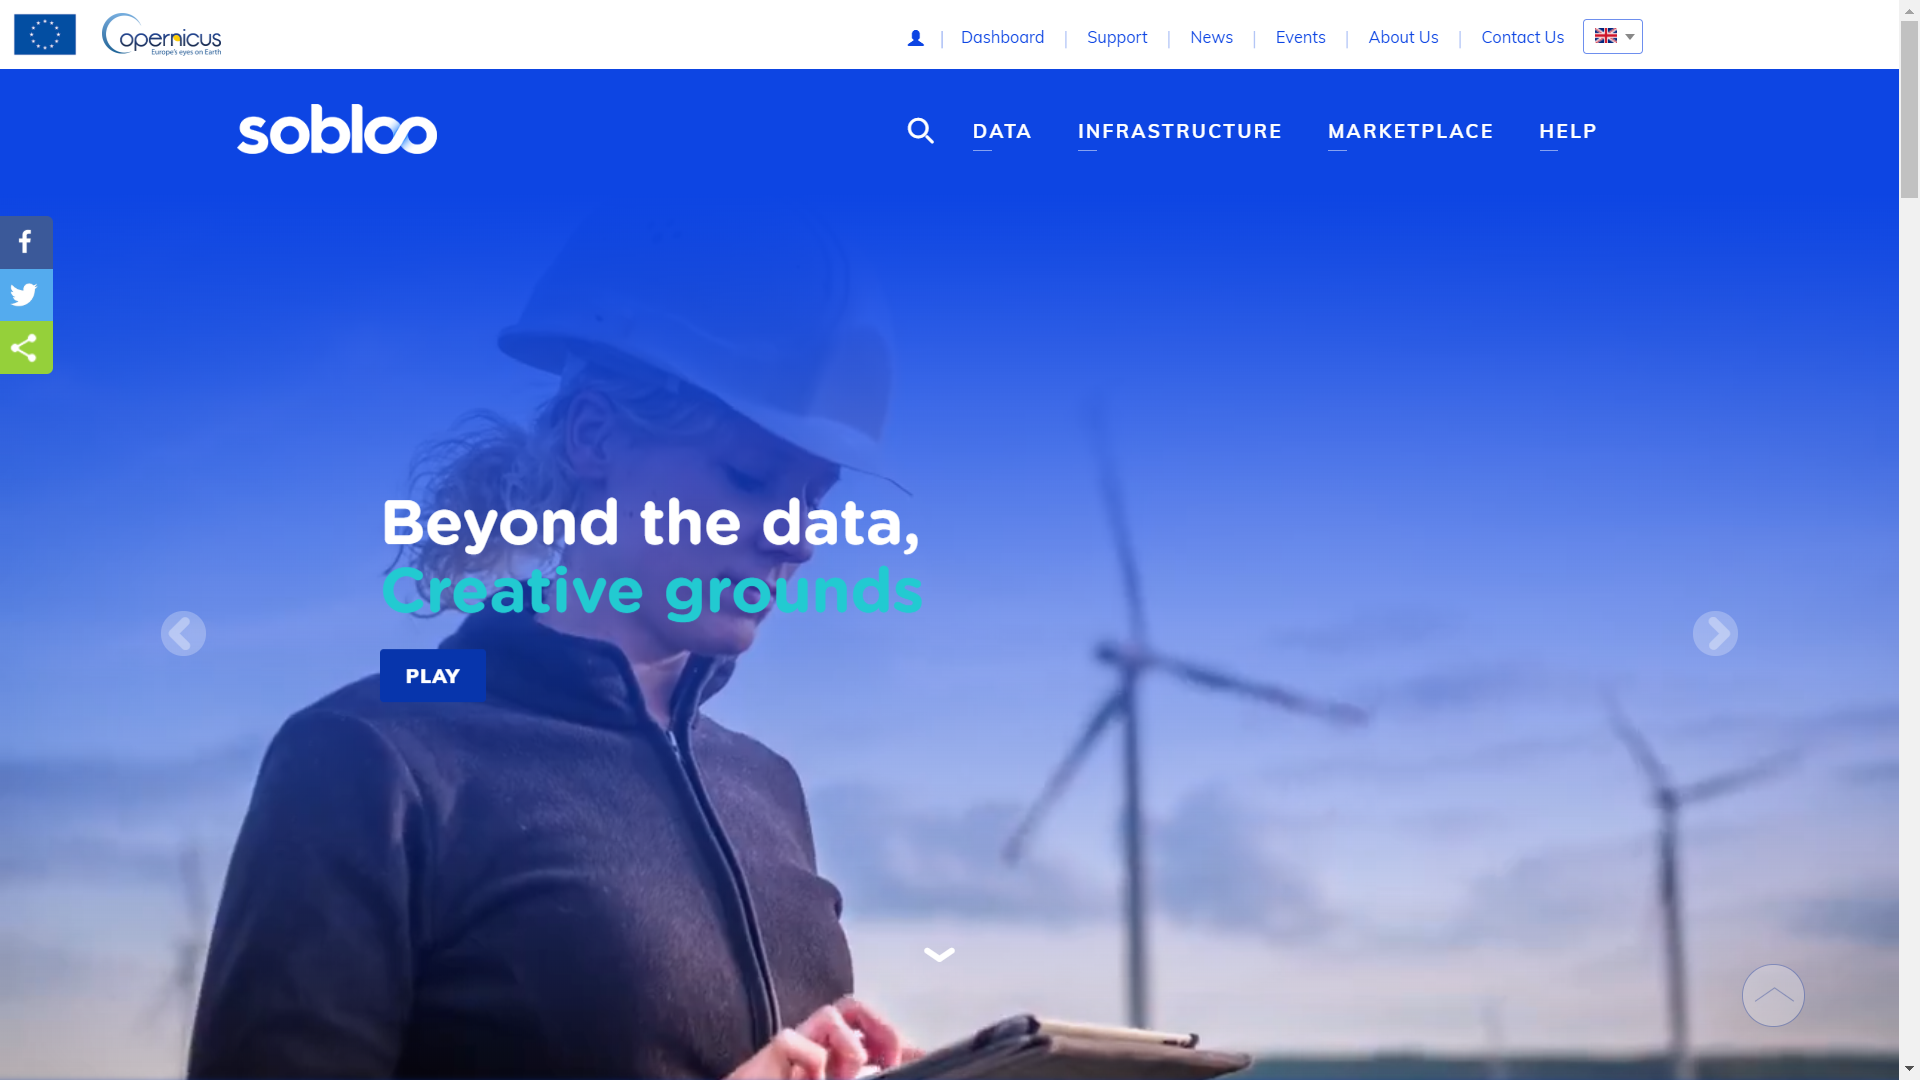 Copernicus
Europe's eyes on Earth
Dashboard | Support | News | Events | About Us | Contact Us
sobloo
DATA INFRASTRUCTURE MARKETPLACE HELP
Beyond the data,
Creative grounds
PLAY